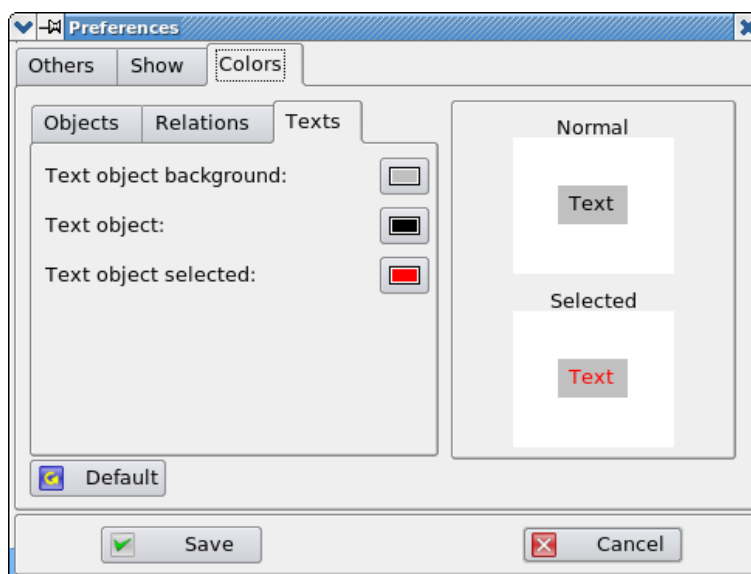 Preferences
Others Show Colors
Objects Relations Texts
Text object background:
Text object:
Text object selected:
Normal
Text
Selected
Text
Default
Save Cancel